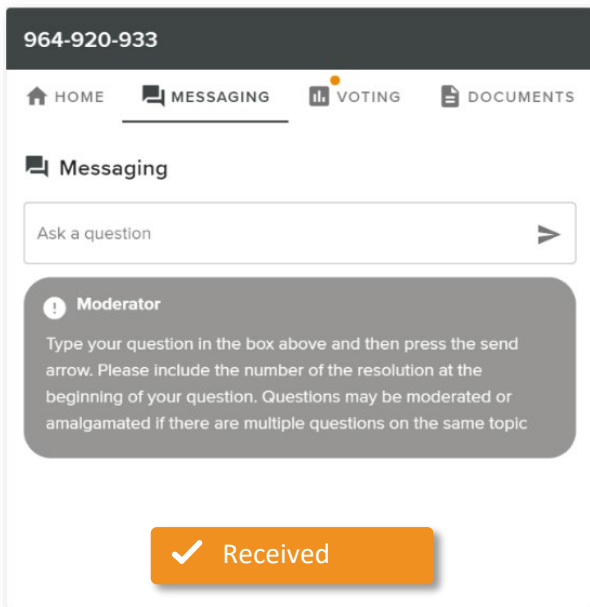 964-920-933
HOME MESSAGING VOTING DOCUMENTS
Messaging
Ask a question
Moderator
Type your question in the box above and then press the send
arrow. Please include the number of the resolution at the
beginning of your question. Questions may be moderated or
amalgamated if there are multiple questions on the same topic
Received